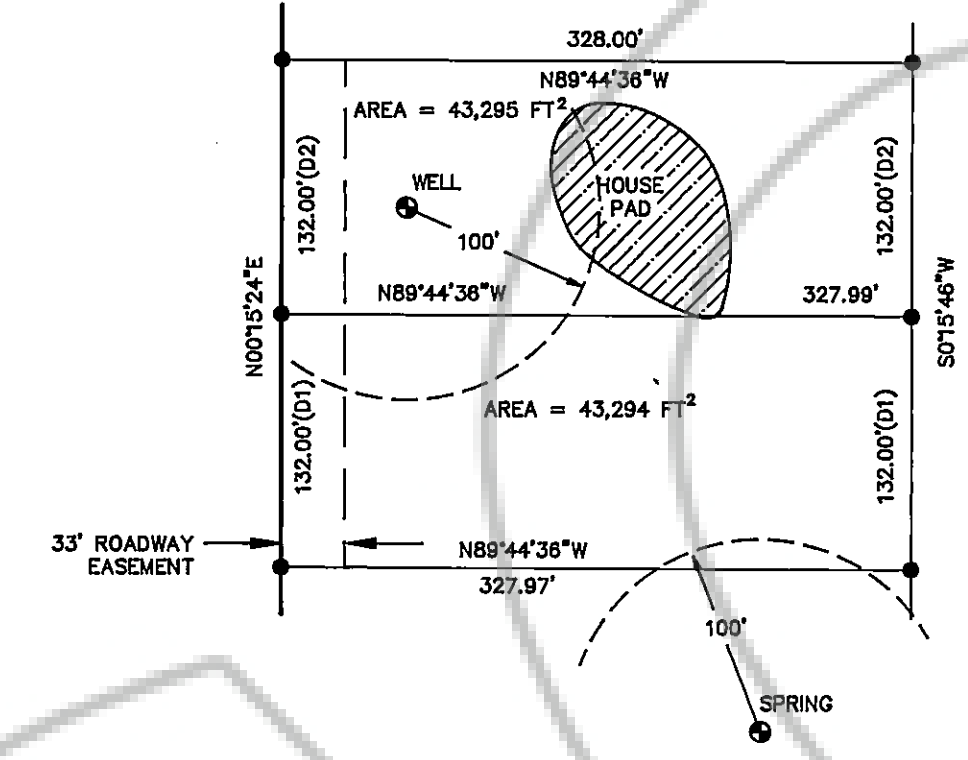 328.00'
N89°44'36"W
AREA = 43,295 FT²
132.00'(D2)
132.00'(D2)
WELL
HOUSE
PAD
100'
N00°15'24"E
N89°44'36"W
327.99'
S0°15'46"W
132.00'(D1)
AREA = 43,294 FT²
132.00'(D1)
33' ROADWAY
EASEMENT
N89°44'36"W
327.97'
100'
SPRING